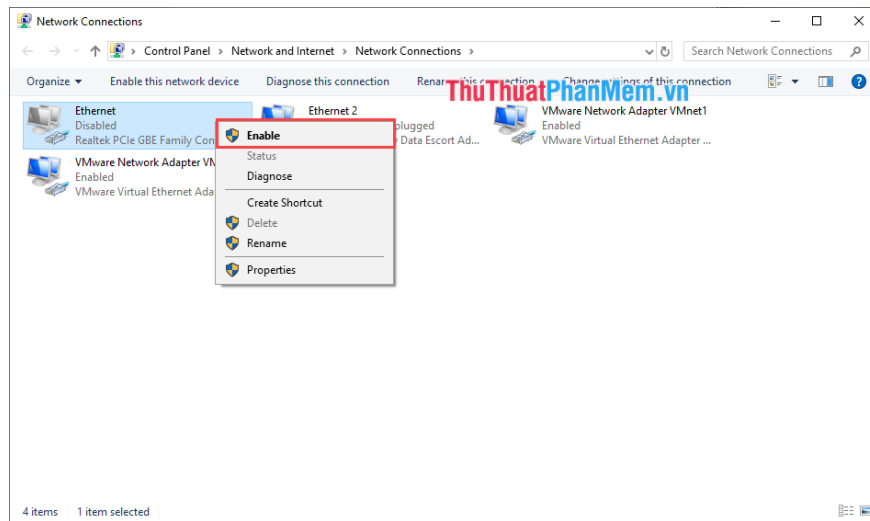 Network Connections
Control Panel > Network and Internet > Network Connections >
Search Network Connections
Organize
Enable this network device
Diagnose this connection
Rename this connection
Change settings of this connection
ThuThuatPhanMem.vn
Ethernet
Disabled
Realtek PCIe GBE Family Con
Ethernet 2
plugged
Data Escort Ad...
VMware Network Adapter VMnet1
Enabled
VMware Virtual Ethernet Adapter ...
VMware Network Adapter VM
Enabled
VMware Virtual Ethernet Ada
Enable
Status
Diagnose
Create Shortcut
Delete
Rename
Properties
4 items
1 item selected